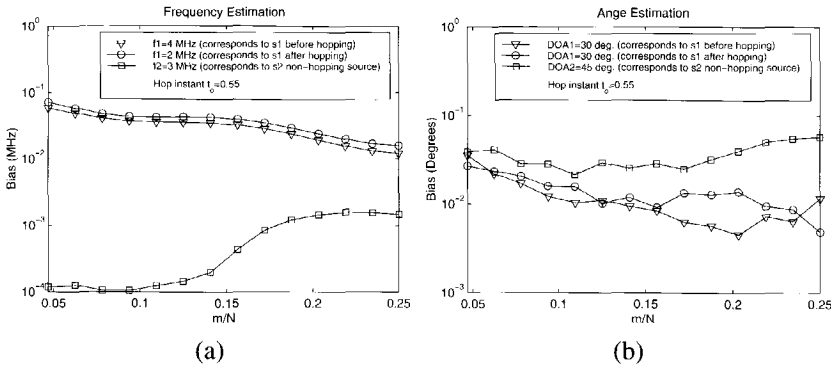 Frequency Estimation
10^0
f1=4 MHz (corresponds to s1 before hopping)
f1=2 MHz (corresponds to s1 after hopping)
f2=3 MHz (corresponds to s2 non-hopping source)
Hop instant t_o=0.55
10^-1
10^-2
10^-3
10^-4
Bias (MHz)
0.05
0.1
0.15
0.2
0.25
m/N
(a)
Ange Estimation
10^0
DOA1=30 deg. (corresponds to s1 before hopping)
DOA1=30 deg. (corresponds to s1 after hopping)
DOA2=45 deg. (corresponds to s2 non-hopping source)
Hop instant t_o=0.55
10^-1
10^-2
10^-3
Bias (Degrees)
0.05
0.1
0.15
0.2
0.25
m/N
(b)